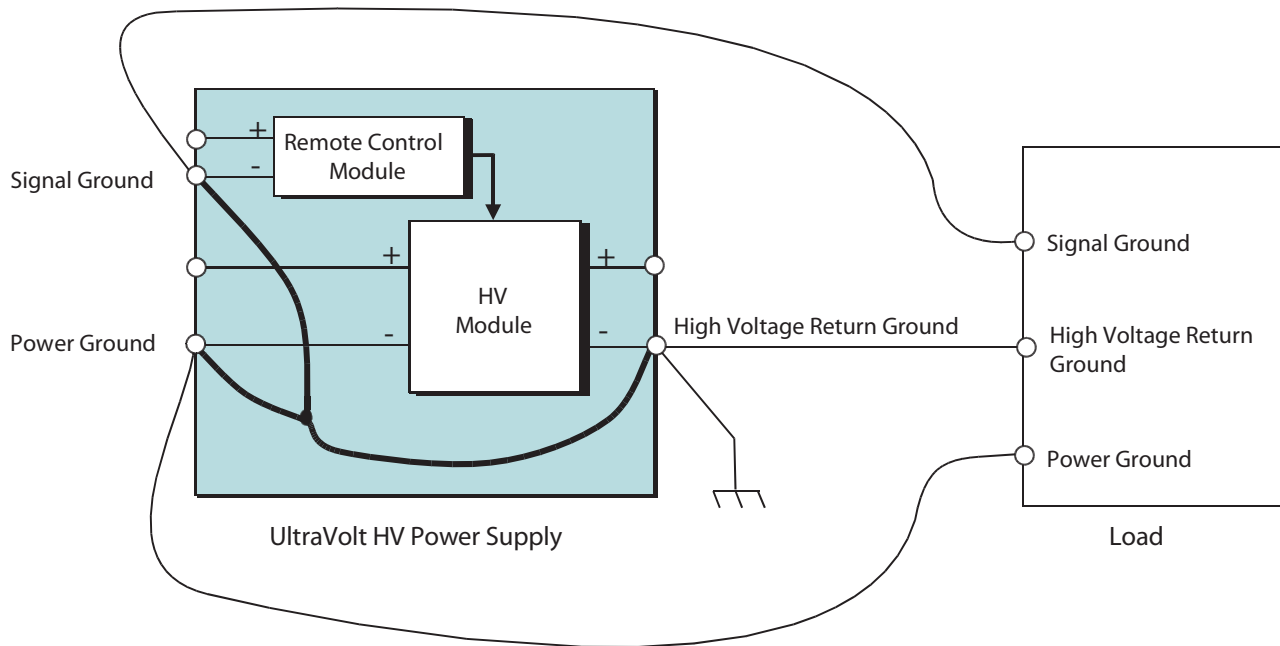 +
Remote Control
Module
-
Signal Ground
+
+
HV
Module
-
-
Power Ground
High Voltage Return Ground
Signal Ground
High Voltage Return
Ground
Power Ground
UltraVolt HV Power Supply
Load